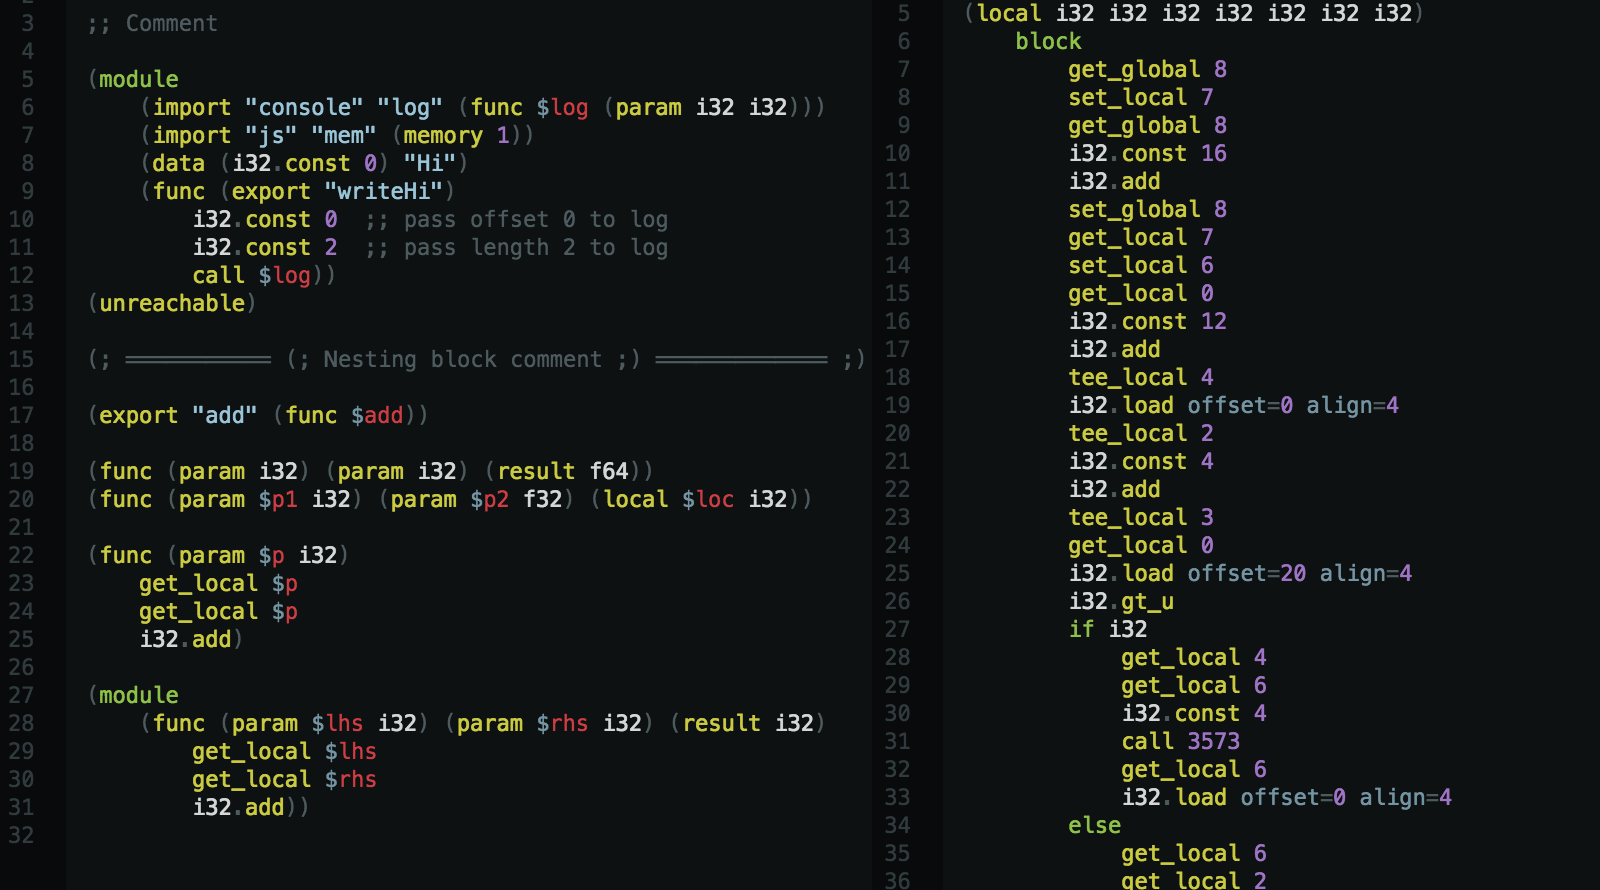 3 ;; Comment
4
5 (module
6 (import "console" "log" (func $log (param i32 i32)))
7 (import "js" "mem" (memory 1))
8 (data (i32.const 0) "Hi")
9 (func (export "writeHi")
10 i32.const 0 ;; pass offset 0 to log
11 i32.const 2 ;; pass length 2 to log
12 call $log))
13 (unreachable)
14
15 (; =========== (; Nesting block comment ;) ============= ;)
16
17 (export "add" (func $add))
18
19 (func (param i32) (param i32) (result f64))
20 (func (param $p1 i32) (param $p2 f32) (local $loc i32))
21
22 (func (param $p i32)
23 get_local $p
24 get_local $p
25 i32.add)
26
27 (module
28 (func (param $lhs i32) (param $rhs i32) (result i32)
29 get_local $lhs
30 get_local $rhs
31 i32.add))
32
5 (local i32 i32 i32 i32 i32 i32 i32)
6 block
7 get_global 8
8 set_local 7
9 get_global 8
10 i32.const 16
11 i32.add
12 set_global 8
13 get_local 7
14 set_local 6
15 get_local 0
16 i32.const 12
17 i32.add
18 tee_local 4
19 i32.load offset=0 align=4
20 tee_local 2
21 i32.const 4
22 i32.add
23 tee_local 3
24 get_local 0
25 i32.load offset=20 align=4
26 i32.gt_u
27 if i32
28 get_local 4
29 get_local 6
30 i32.const 4
31 call 3573
32 get_local 6
33 i32.load offset=0 align=4
34 else
35 get_local 6
36 get_local 2